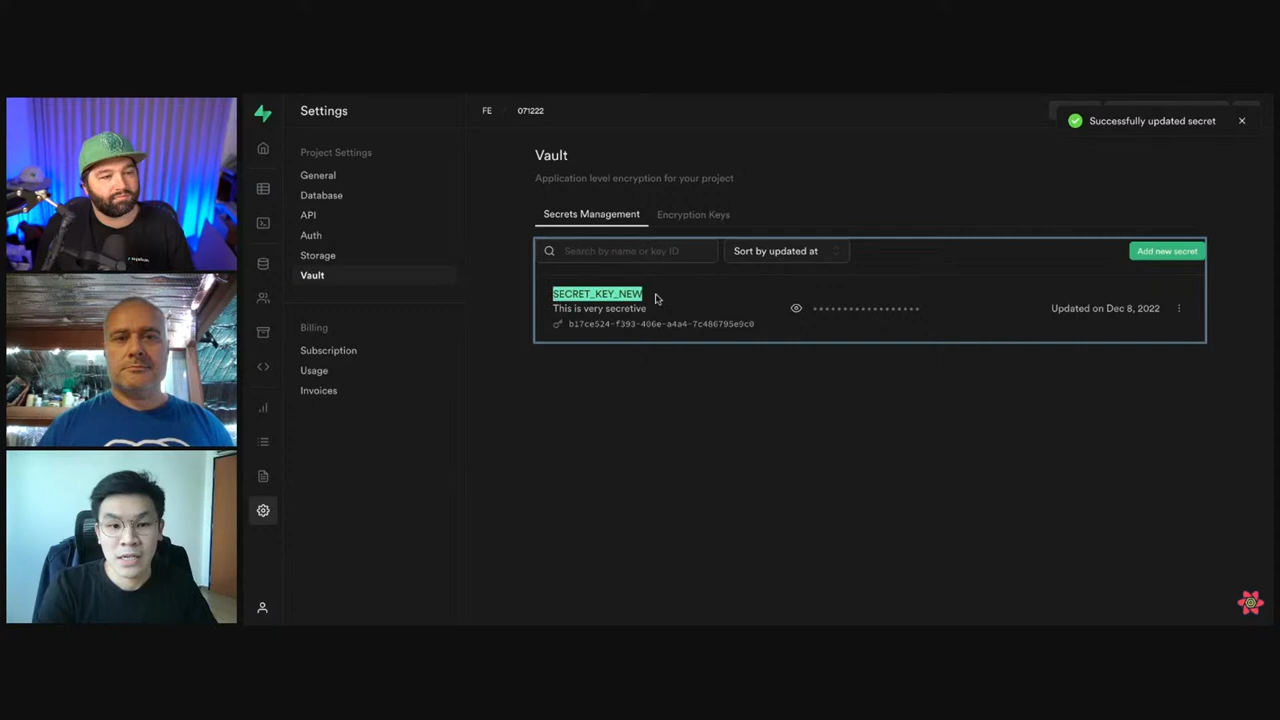 Settings
Project Settings
General
Database
API
Auth
Storage
Vault
Billing
Subscription
Usage
Invoices
FE / 071222
Successfully updated secret
Vault
Application level encryption for your project
Secrets Management
Encryption Keys
Search by name or key ID
Sort by updated at
Add new secret
SECRET_KEY_NEW
This is very secretive
b17ce524-f393-406e-a4a4-7c486795e9c0
Updated on Dec 8, 2022